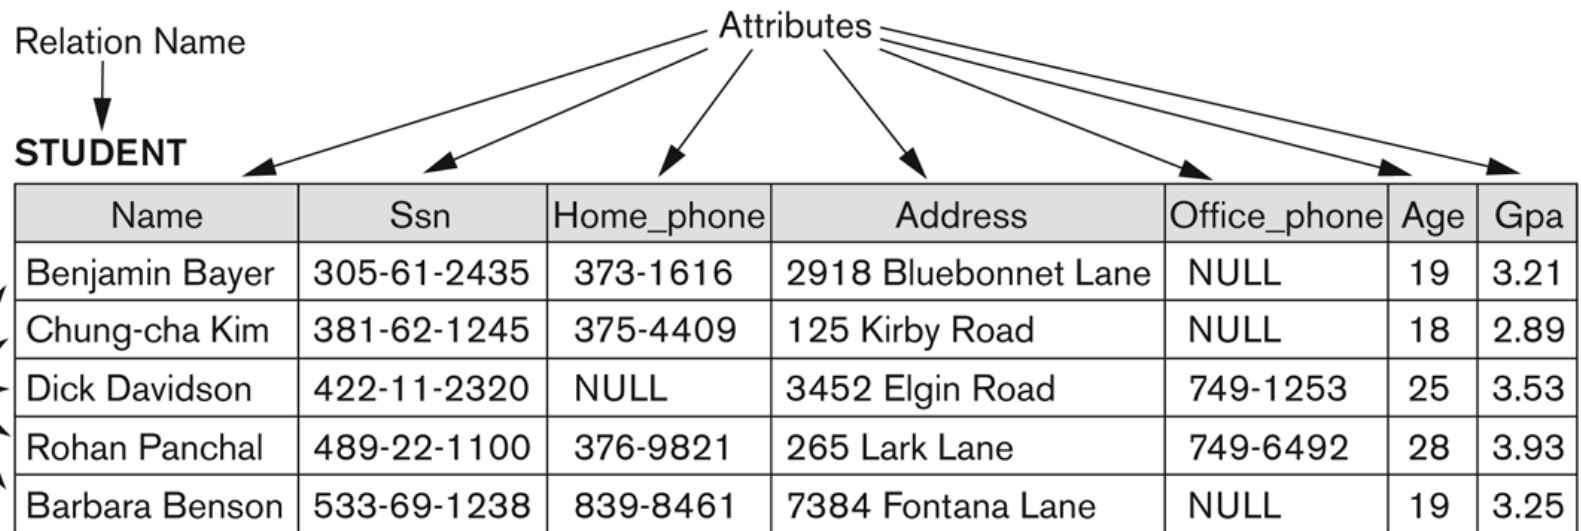 Attributes
Relation Name
STUDENT
Name Ssn Home_phone Address Office_phone Age Gpa
Benjamin Bayer 305-61-2435 373-1616 2918 Bluebonnet Lane NULL 19 3.21
Chung-cha Kim 381-62-1245 375-4409 125 Kirby Road NULL 18 2.89
Dick Davidson 422-11-2320 NULL 3452 Elgin Road 749-1253 25 3.53
Rohan Panchal 489-22-1100 376-9821 265 Lark Lane 749-6492 28 3.93
Barbara Benson 533-69-1238 839-8461 7384 Fontana Lane NULL 19 3.25